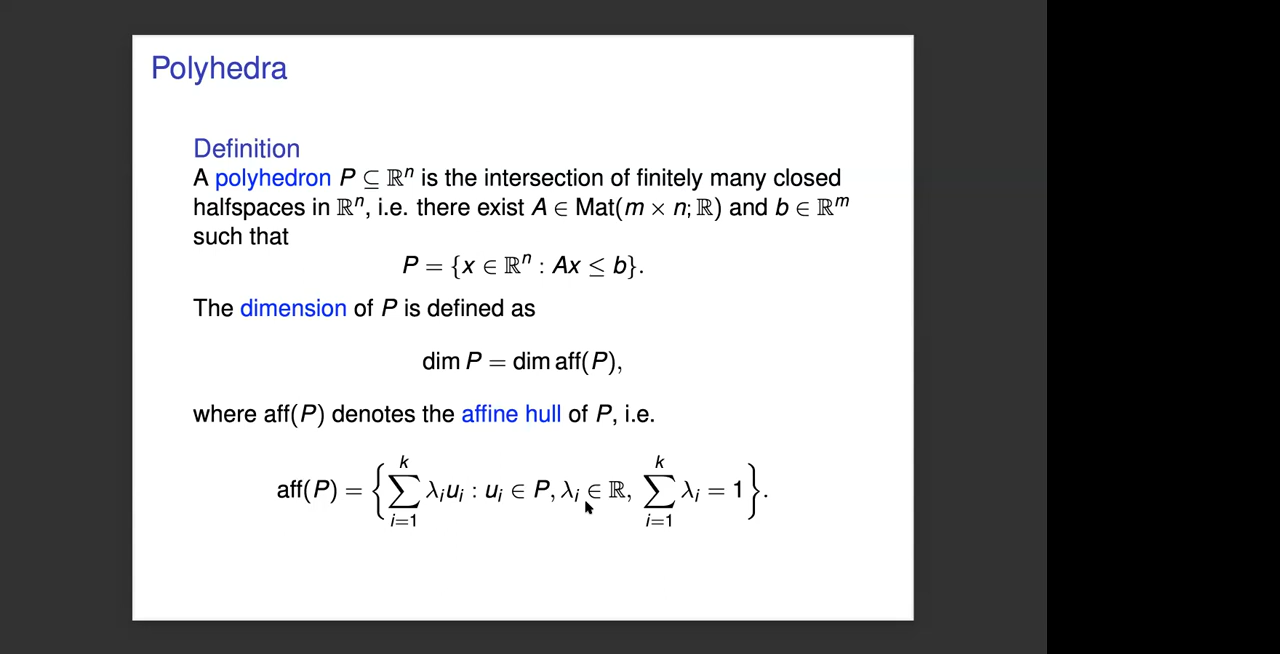 Polyhedra
Definition
A polyhedron P ⊆ ℝⁿ is the intersection of finitely many closed
halfspaces in ℝⁿ, i.e. there exist A ∈ Mat(m × n; ℝ) and b ∈ ℝᵐ
such that
P = {x ∈ ℝⁿ : Ax ≤ b}.
The dimension of P is defined as
dim P = dim aff(P),
where aff(P) denotes the affine hull of P, i.e.
aff(P) = { ∑_{i=1}^{k} λᵢuᵢ : uᵢ ∈ P, λᵢ ∈ ℝ, ∑_{i=1}^{k} λᵢ = 1 }.